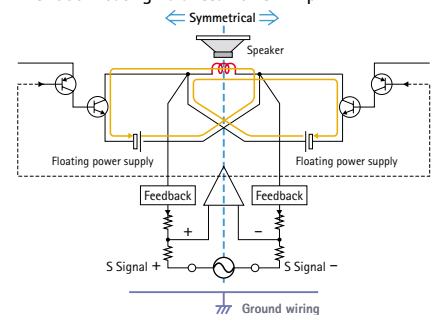 Symmetrical
Speaker
Floating power supply
Floating power supply
Feedback
Feedback
+
−
S Signal +
S Signal −
Ground wiring